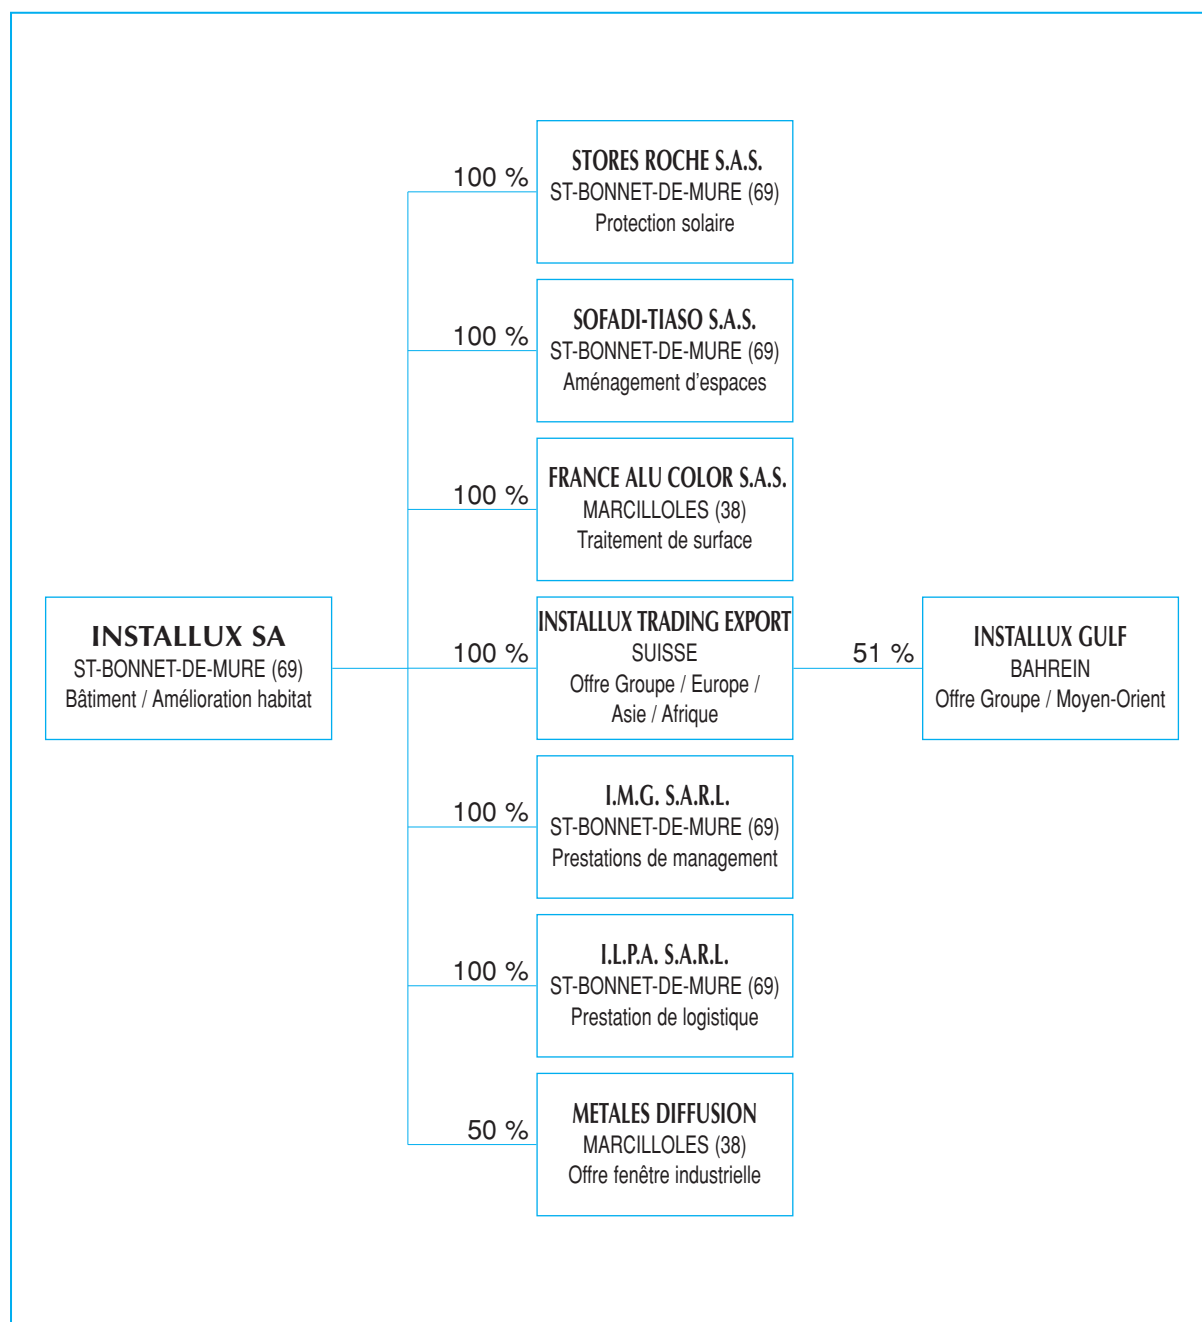 100 %
STORES ROCHE S.A.S.
ST-BONNET-DE-MURE (69)
Protection solaire
100 %
SOFADI-TIASO S.A.S.
ST-BONNET-DE-MURE (69)
Aménagement d'espaces
100 %
FRANCE ALU COLOR S.A.S.
MARCILLOLES (38)
Traitement de surface
INSTALLUX SA
ST-BONNET-DE-MURE (69)
Bâtiment / Amélioration habitat
100 %
INSTALLUX TRADING EXPORT
SUISSE
Offre Groupe / Europe /
Asie / Afrique
51 %
INSTALLUX GULF
BAHREIN
Offre Groupe / Moyen-Orient
100 %
I.M.G. S.A.R.L.
ST-BONNET-DE-MURE (69)
Prestations de management
100 %
I.L.P.A. S.A.R.L.
ST-BONNET-DE-MURE (69)
Prestation de logistique
50 %
METALES DIFFUSION
MARCILLOLES (38)
Offre fenêtre industrielle